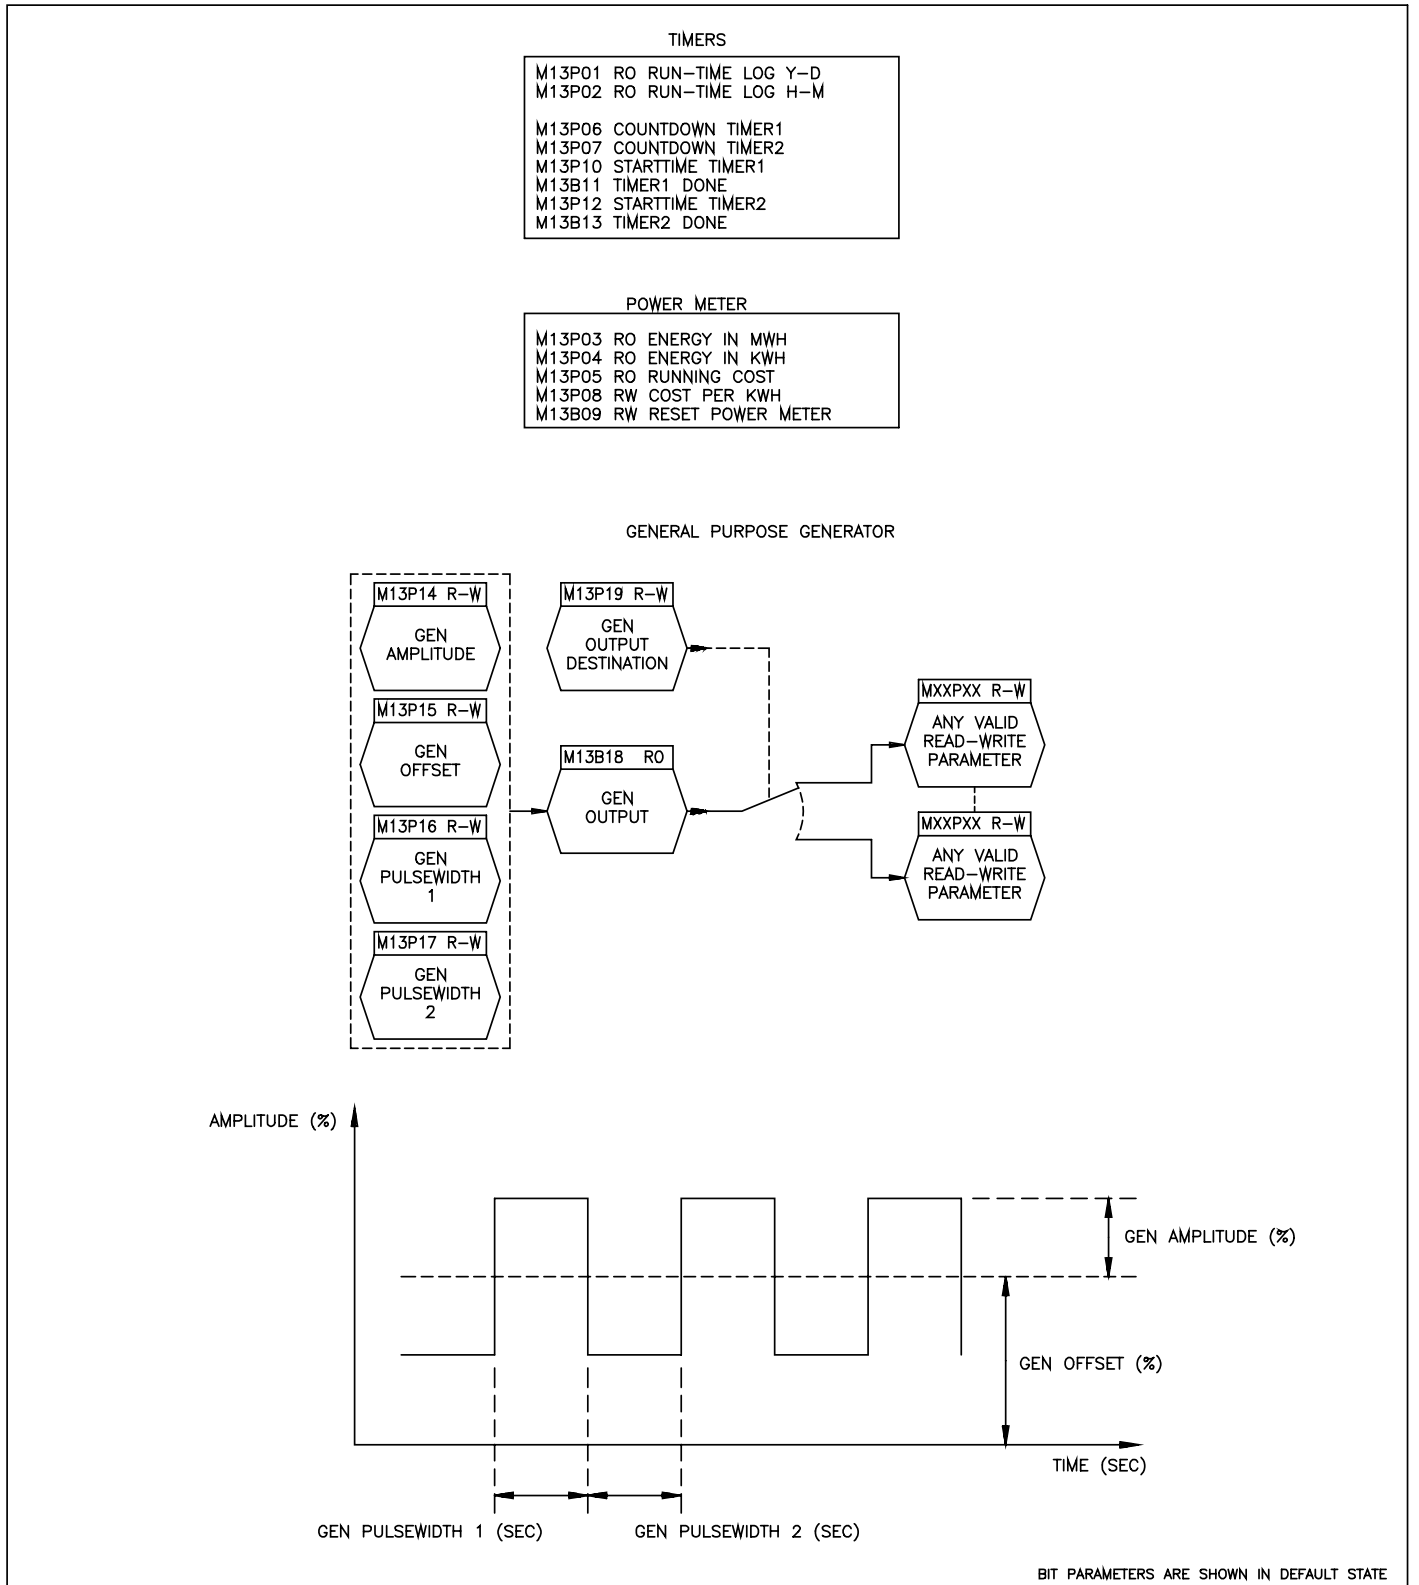 TIMERS
M13P01 RO RUN-TIME LOG Y-D
M13P02 RO RUN-TIME LOG H-M
M13P06 COUNTDOWN TIMER1
M13P07 COUNTDOWN TIMER2
M13P10 STARTTIME TIMER1
M13B11 TIMER1 DONE
M13P12 STARTTIME TIMER2
M13B13 TIMER2 DONE
POWER METER
M13P03 RO ENERGY IN MWH
M13P04 RO ENERGY IN KWH
M13P05 RO RUNNING COST
M13P08 RW COST PER KWH
M13B09 RW RESET POWER METER
GENERAL PURPOSE GENERATOR
M13P14 R-W
GEN
AMPLITUDE
M13P15 R-W
GEN
OFFSET
M13P16 R-W
GEN
PULSEWIDTH
1
M13P17 R-W
GEN
PULSEWIDTH
2
M13P19 R-W
GEN
OUTPUT
DESTINATION
M13B18 RO
GEN
OUTPUT
MXXPXX R-W
ANY VALID
READ-WRITE
PARAMETER
MXXPXX R-W
ANY VALID
READ-WRITE
PARAMETER
AMPLITUDE (%)
GEN AMPLITUDE (%)
GEN OFFSET (%)
TIME (SEC)
GEN PULSEWIDTH 1 (SEC)
GEN PULSEWIDTH 2 (SEC)
BIT PARAMETERS ARE SHOWN IN DEFAULT STATE